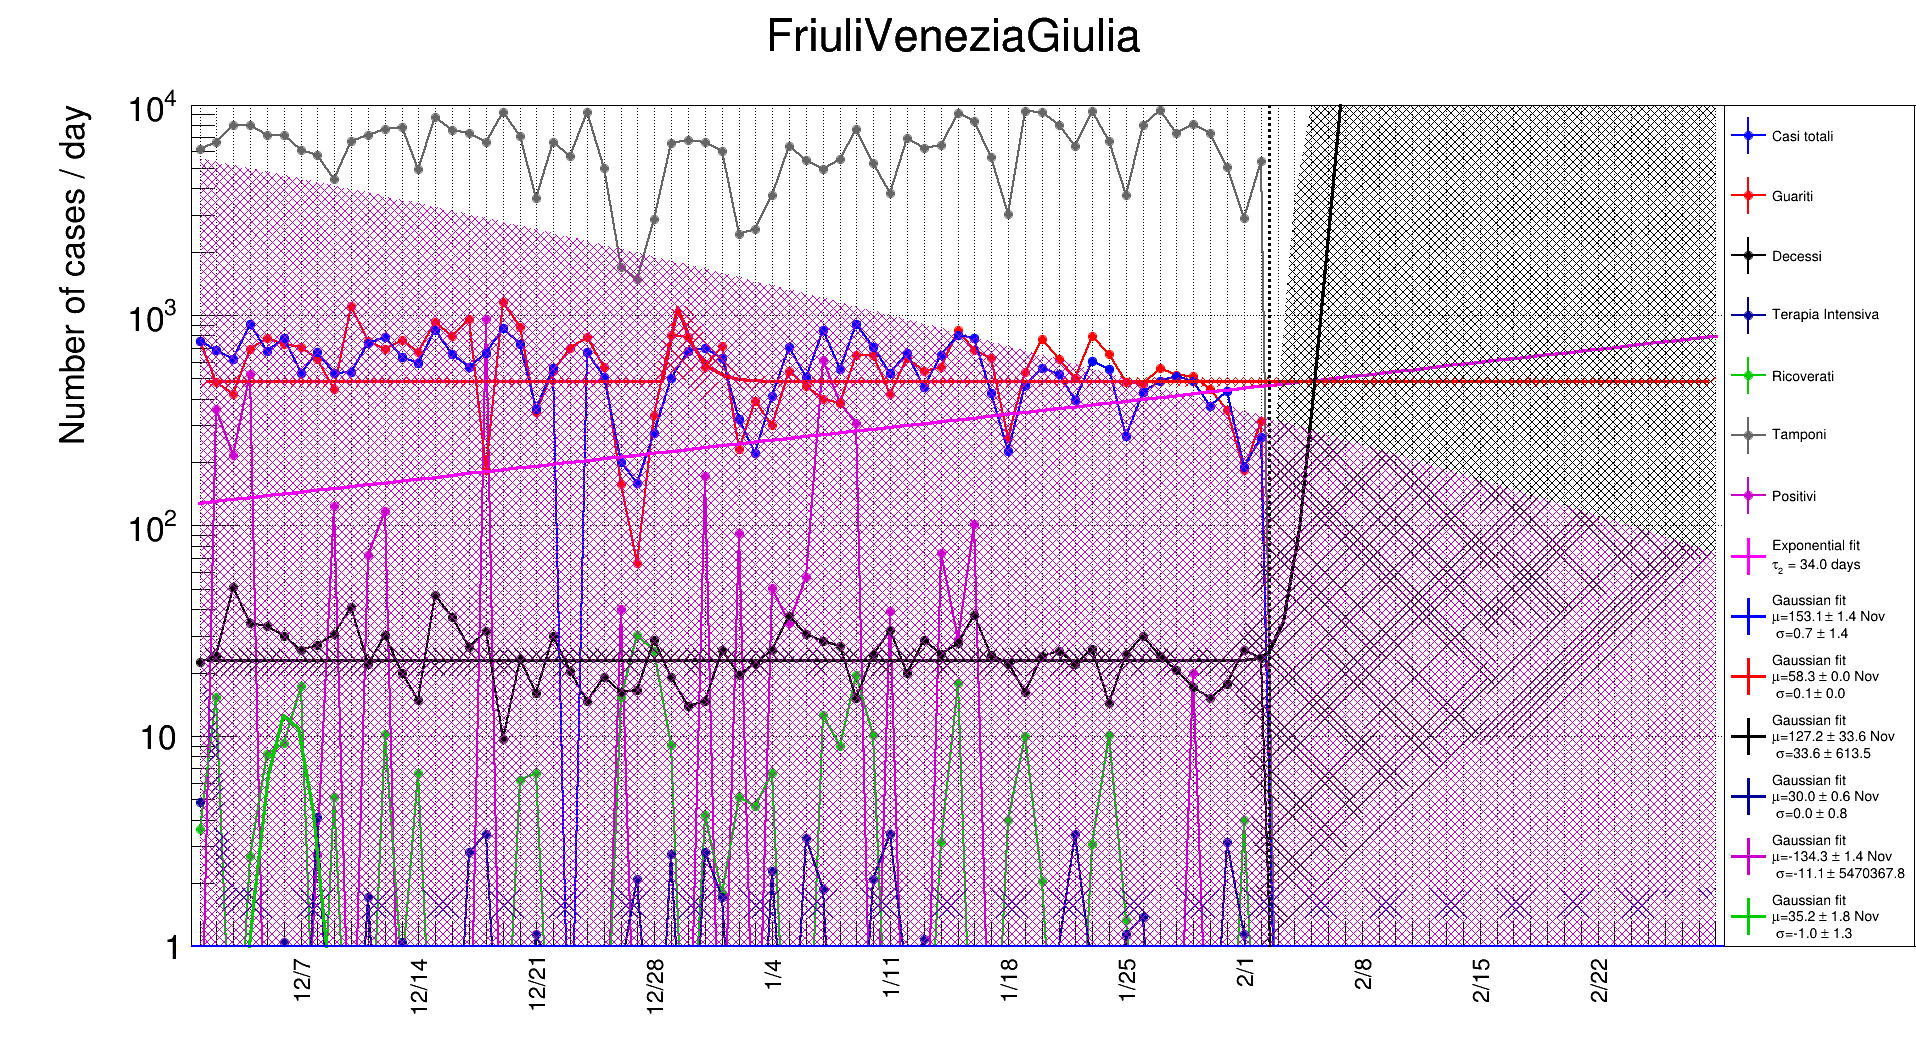 FriuliVeneziaGiulia
Number of cases / day
10^4
10^3
10^2
10
1
12/7
12/14
12/21
12/28
1/4
1/11
1/18
1/25
2/1
2/8
2/15
2/22
Casi totali
Guariti
Decessi
Terapia Intensiva
Ricoverati
Tamponi
Positivi
Exponential fit
τ_2 = 34.0 days
Gaussian fit
μ=153.1 ± 1.4 Nov
σ=0.7 ± 1.4
Gaussian fit
μ=58.3 ± 0.0 Nov
σ=0.1 ± 0.0
Gaussian fit
μ=127.2 ± 33.6 Nov
σ=33.6 ± 613.5
Gaussian fit
μ=30.0 ± 0.6 Nov
σ=0.0 ± 0.8
Gaussian fit
μ=-134.3 ± 1.4 Nov
σ=-11.1 ± 5470367.8
Gaussian fit
μ=35.2 ± 1.8 Nov
σ=-1.0 ± 1.3